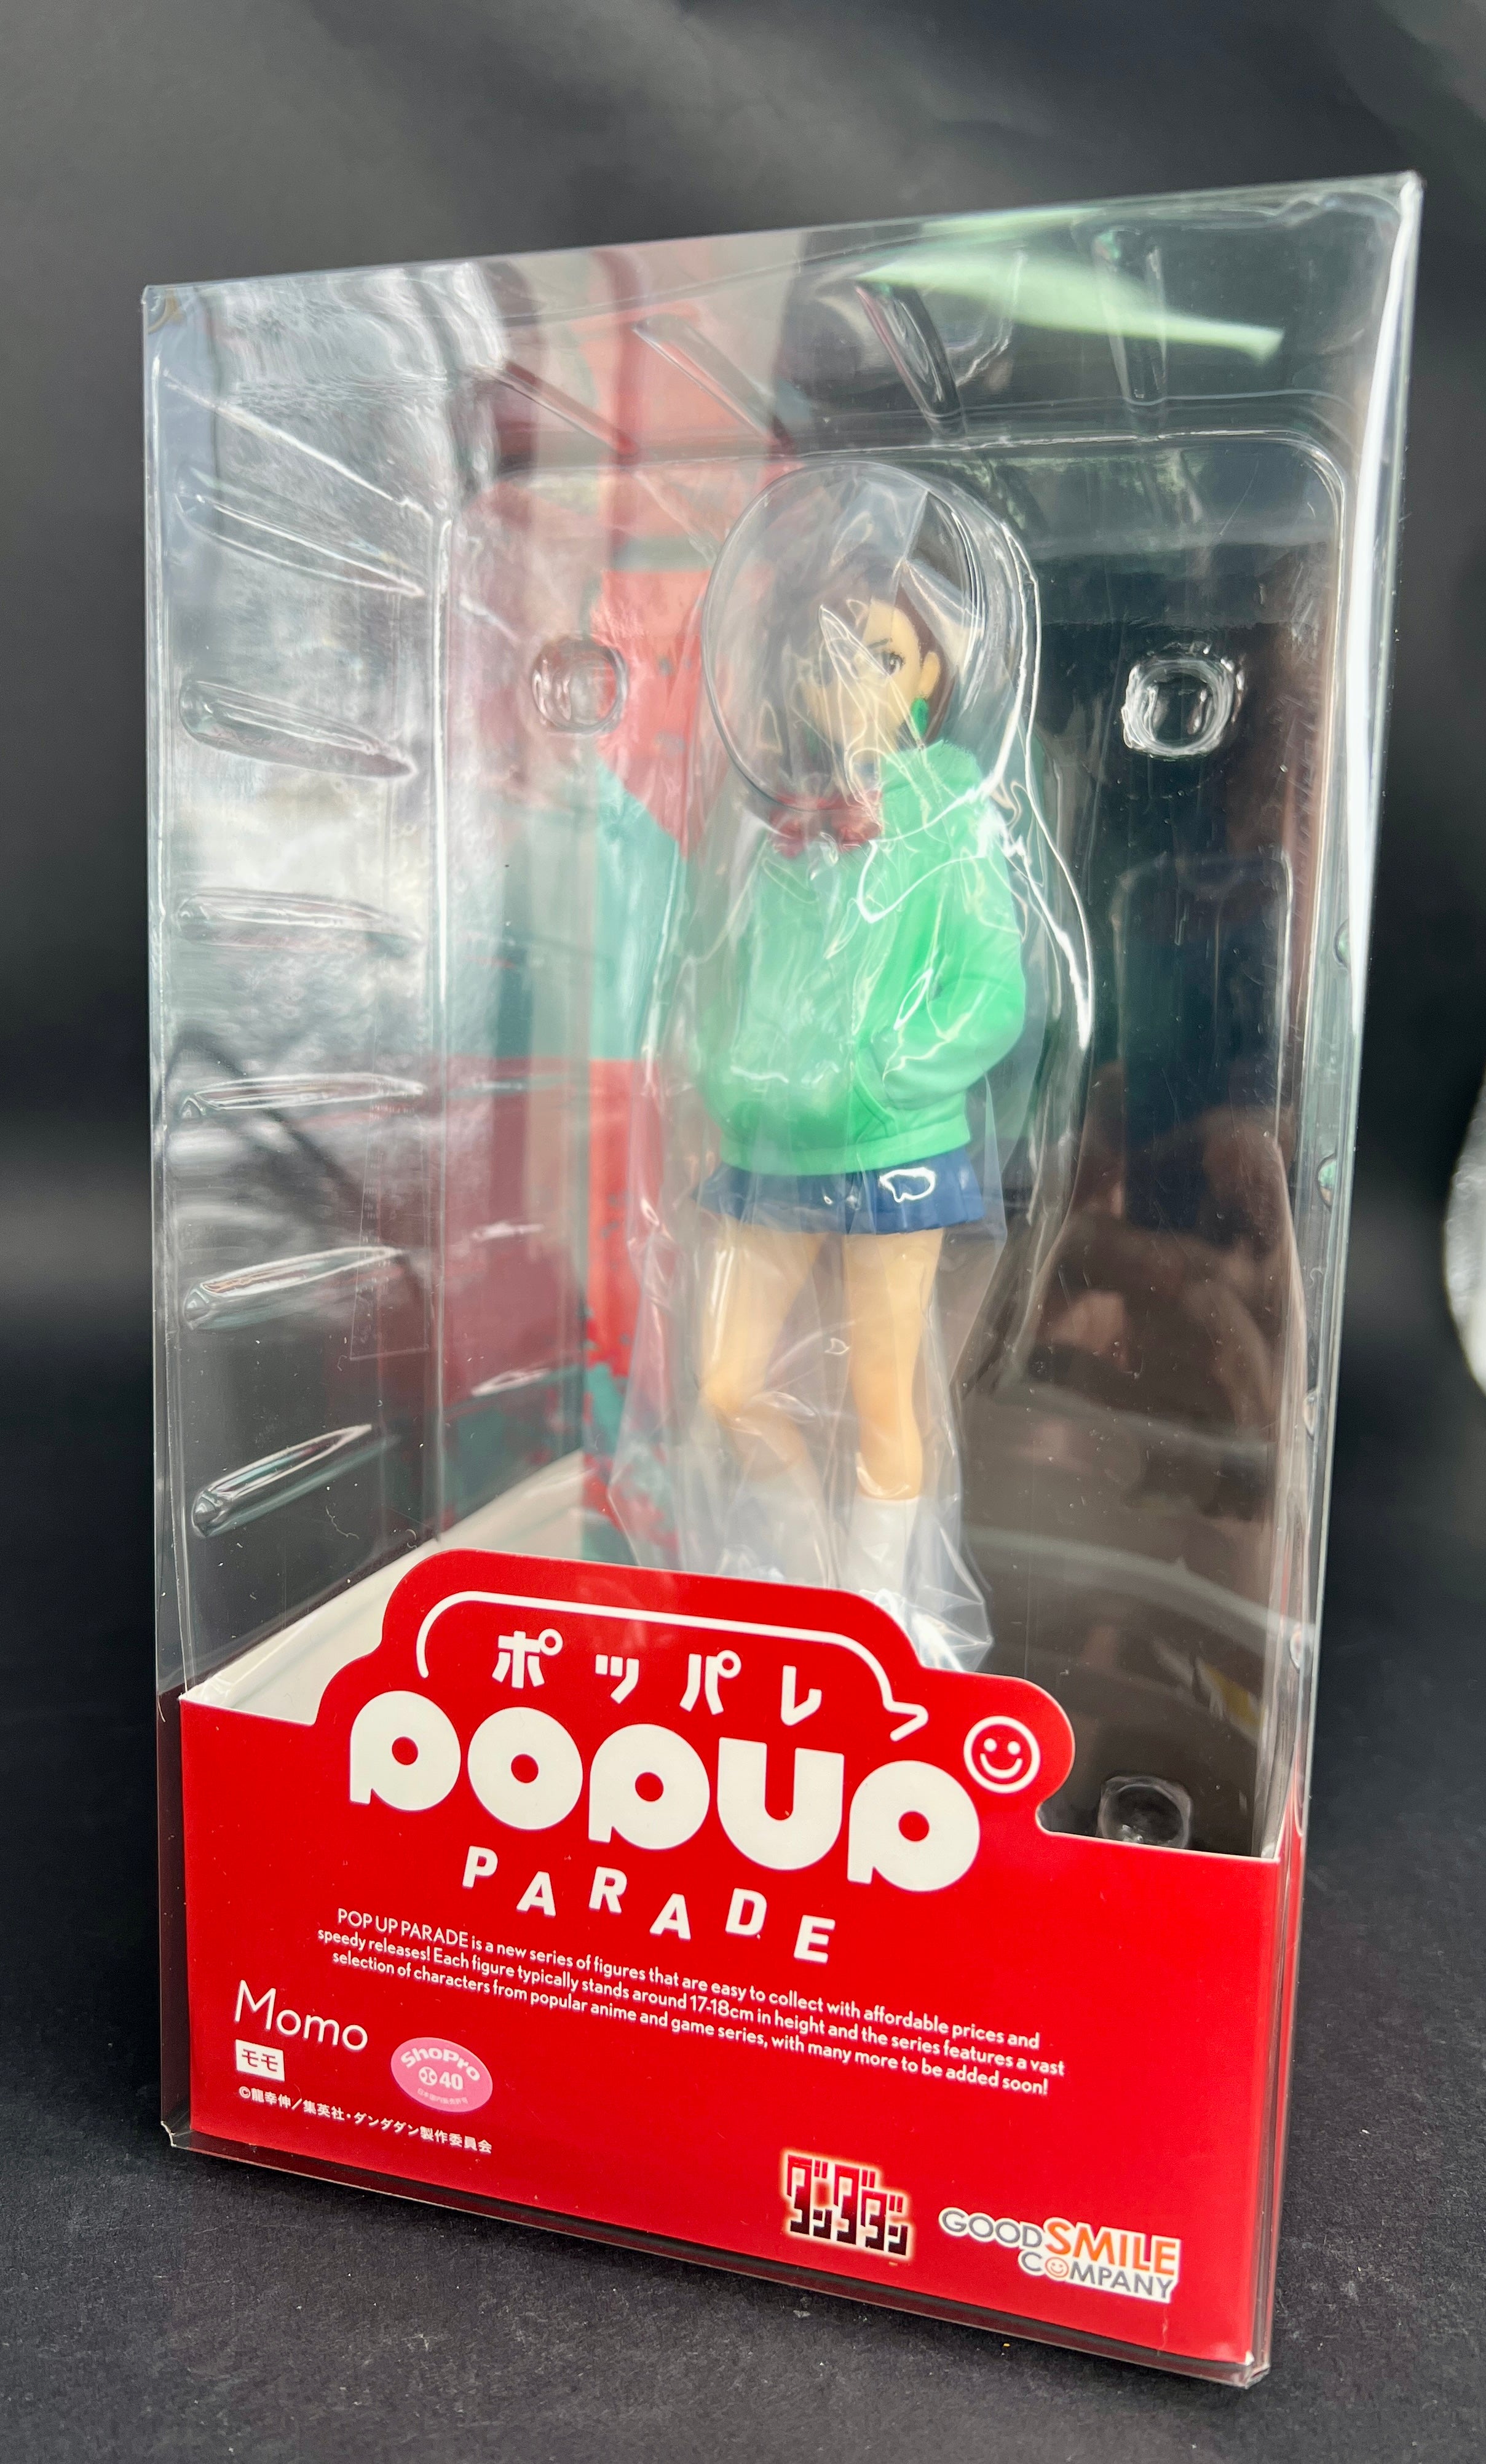 ポッパレ
POPUP
PARADE
POP UP PARADE is a new series of figures that are easy to collect with affordable prices and
speedy releases! Each figure typically stands around 17-18cm in height and the series features a vast
selection of characters from popular anime and game series, with many more to be added soon!
Momo
モモ
ShoPro
40
©龍幸伸／集英社・ダンダダン製作委員会
ダンダダン
GOOD SMILE
COMPANY